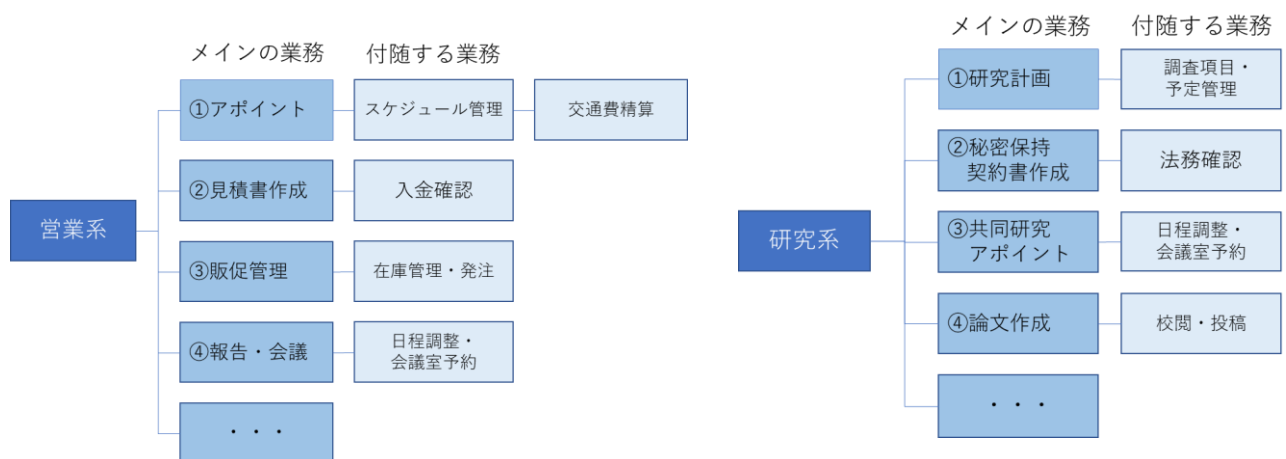 メインの業務
付随する業務
①アポイント
スケジュール管理
交通費精算
②見積書作成
入金確認
営業系
③販促管理
在庫管理・発注
④報告・会議
日程調整・
会議室予約
・・・
メインの業務
付随する業務
①研究計画
調査項目・
予定管理
②秘密保持
契約書作成
法務確認
研究系
③共同研究
アポイント
日程調整・
会議室予約
④論文作成
校閲・投稿
・・・